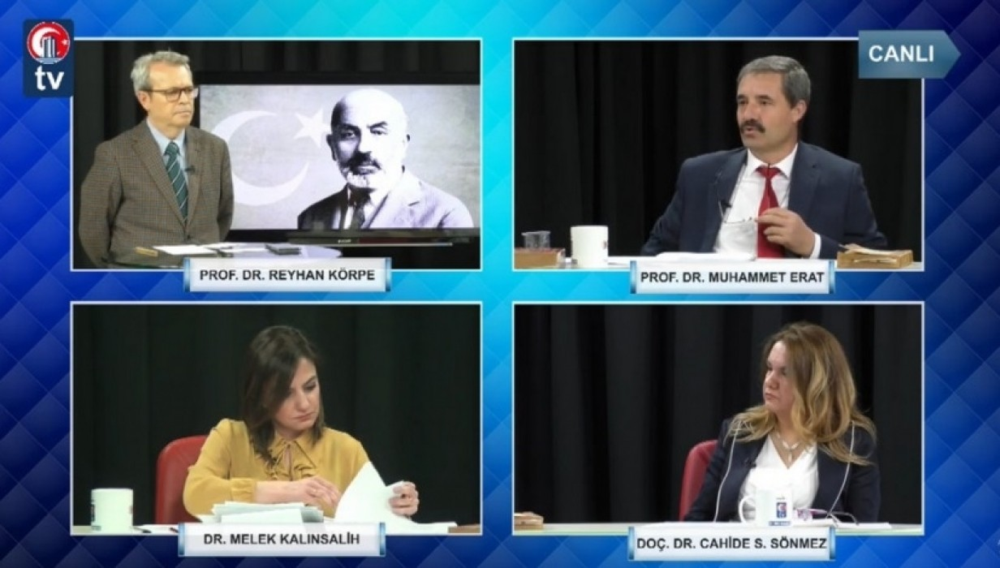 tv
CANLI
PROF. DR. REYHAN KÖRPE
PROF. DR. MUHAMMET ERAT
DR. MELEK KALINSALİH
DOÇ. DR. CAHİDE S. SÖNMEZ